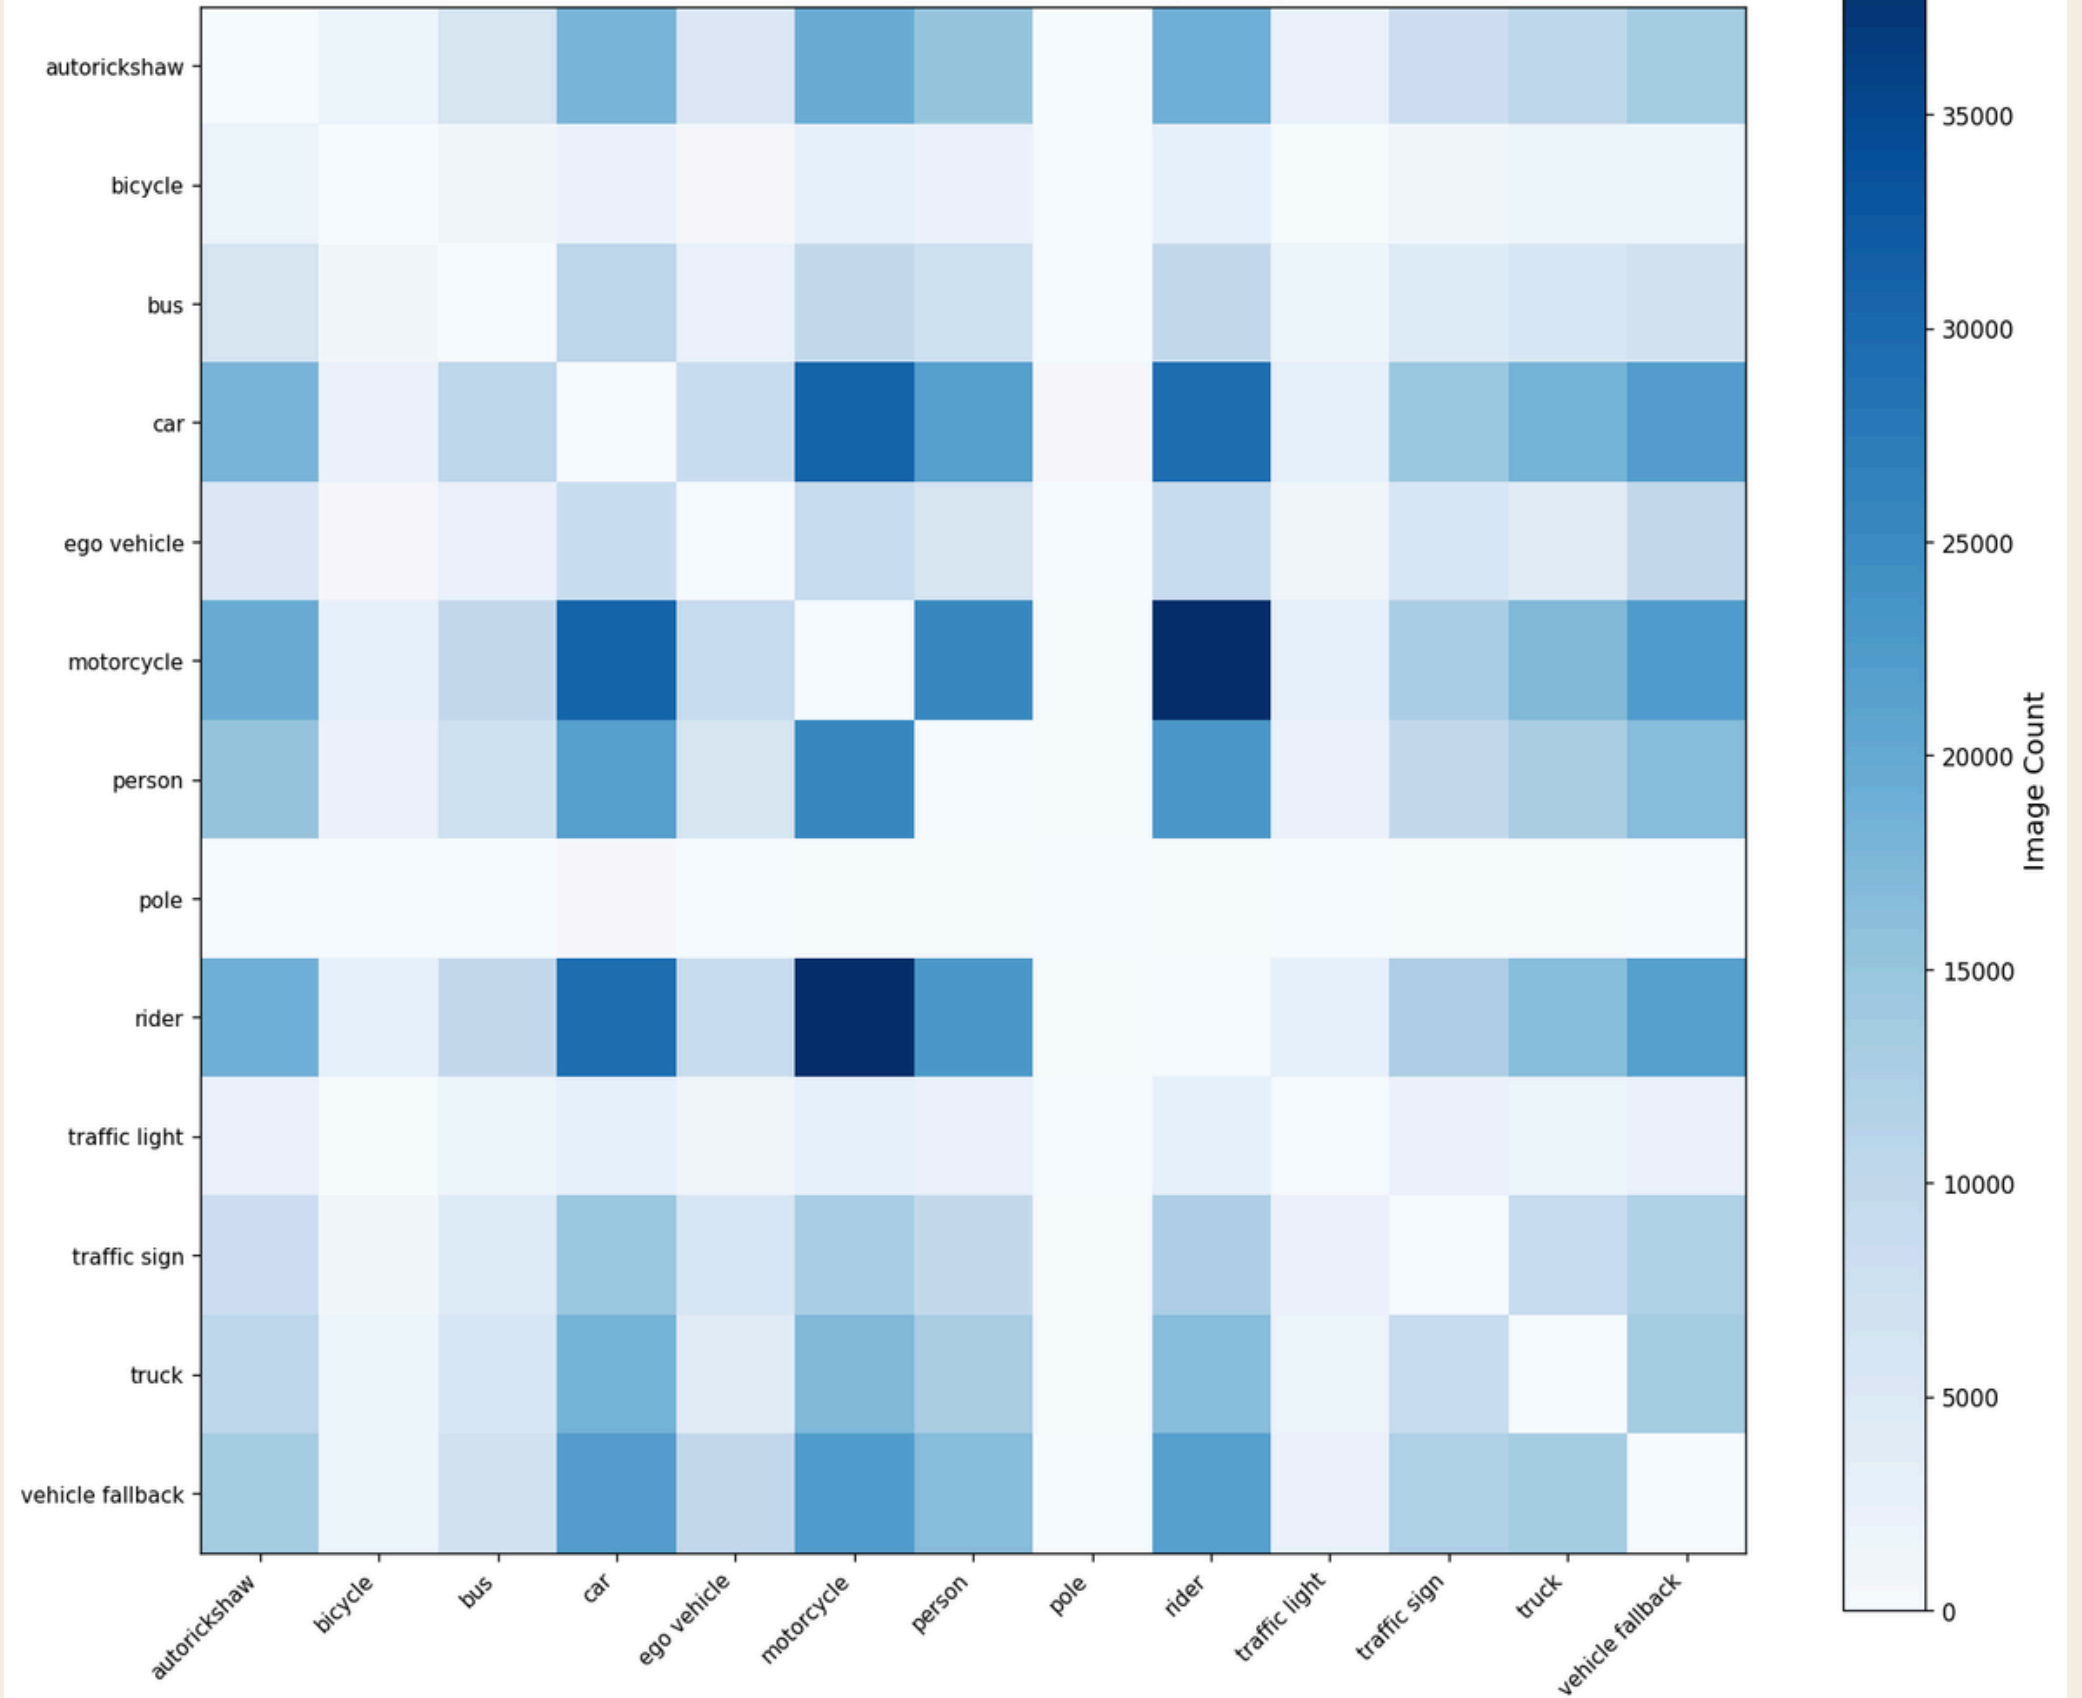 autorickshaw
bicycle
bus
car
ego vehicle
motorcycle
person
pole
rider
traffic light
traffic sign
truck
vehicle fallback
autorickshaw
bicycle
bus
car
ego vehicle
motorcycle
person
pole
rider
traffic light
traffic sign
truck
vehicle fallback
35000
30000
25000
20000
15000
10000
5000
0
Image Count